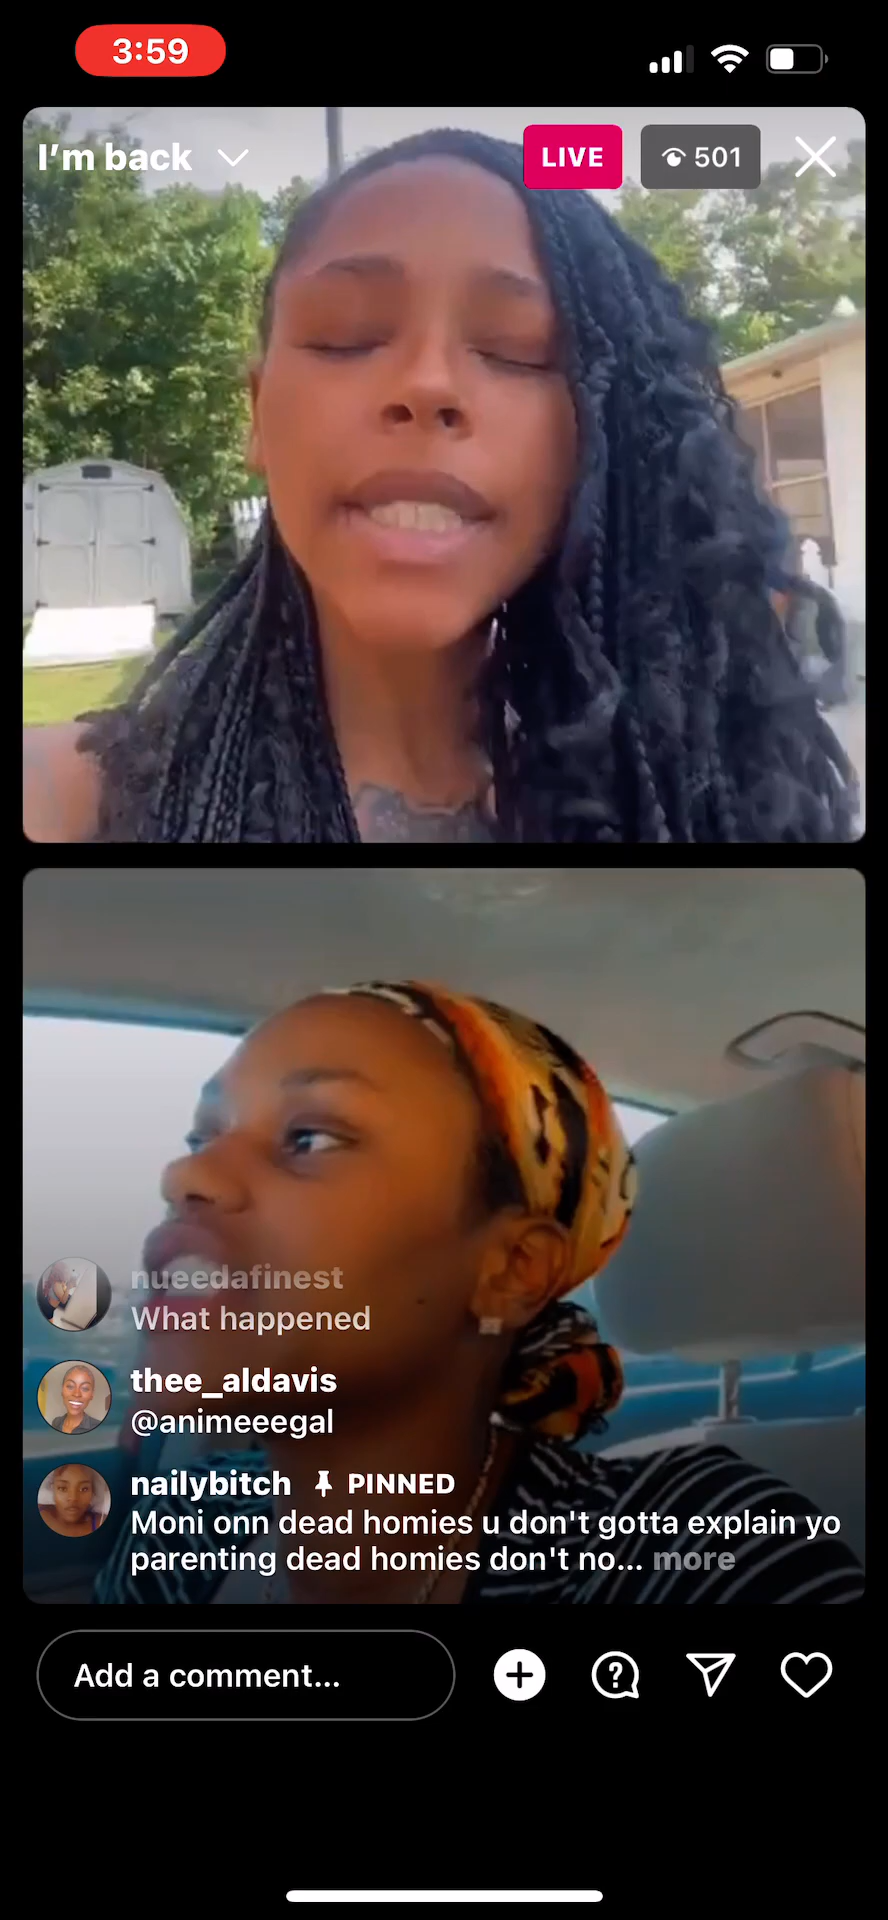 3:59
I'm back
LIVE
501
nueedafinest
What happened
thee_aldavis
@animeeegal
nailybitch PINNED
Moni onn dead homies u don't gotta explain yo
parenting dead homies don't no... more
Add a comment...